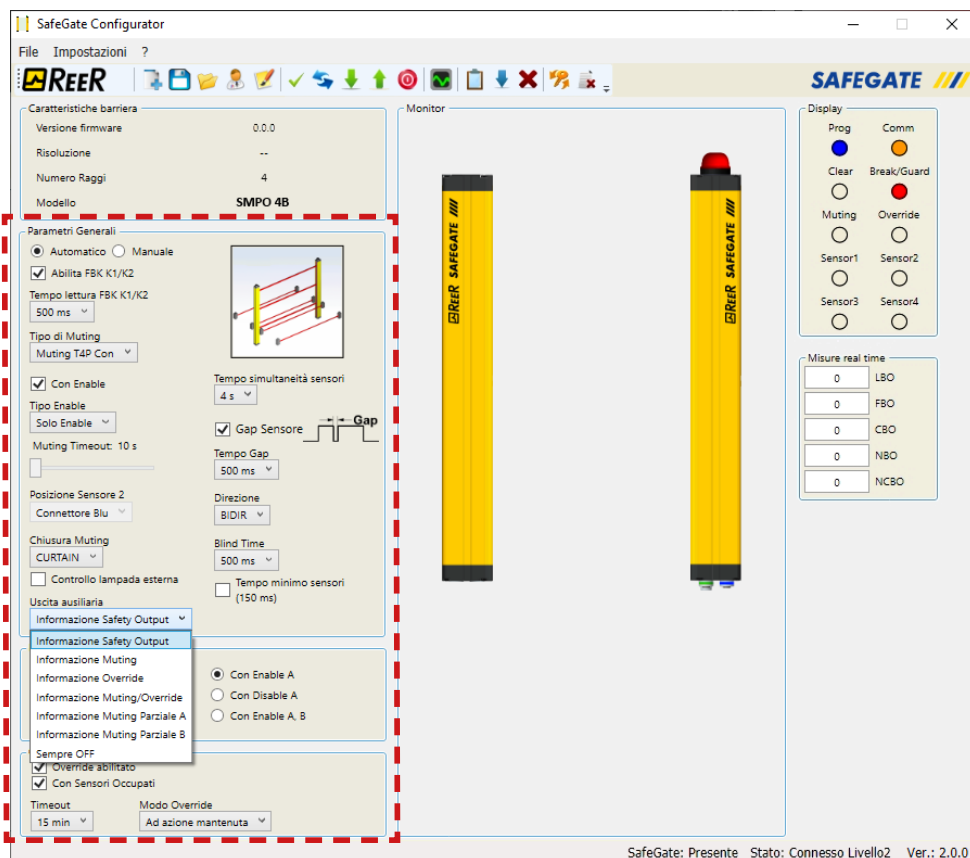 SafeGate Configurator
File Impostazioni ?
REER
SAFEGATE
Caratteristiche barriera
Versione firmware 0.0.0
Risoluzione --
Numero Raggi 4
Modello SMPO 4B
Parametri Generali
Automatico Manuale
Abilita FBK K1/K2
Tempo lettura FBK K1/K2
500 ms
Tipo di Muting
Muting T4P Con
Con Enable
Tipo Enable
Solo Enable
Muting Timeout: 10 s
Posizione Sensore 2
Connettore Blu
Chiusura Muting
CURTAIN
Controllo lampada esterna
Uscita ausiliaria
Informazione Safety Output
Tempo simultaneità sensori
4 s
Gap Sensore
Gap
Tempo Gap
500 ms
Direzione
BIDIR
Blind Time
500 ms
Tempo minimo sensori
(150 ms)
Informazione Safety Output
Informazione Muting
Informazione Override
Informazione Muting/Override
Informazione Muting Parziale A
Informazione Muting Parziale B
Sempre OFF
Con Enable A
Con Disable A
Con Enable A, B
Override abilitato
Con Sensori Occupati
Timeout Modo Override
15 min Ad azione mantenuta
Monitor
REER SAFEGATE
REER SAFEGATE
Display
Prog Comm
Clear Break/Guard
Muting Override
Sensor1 Sensor2
Sensor3 Sensor4
Misure real time
0 LBO
0 FBO
0 CBO
0 NBO
0 NCBO
SafeGate: Presente Stato: Connesso Livello2 Ver.: 2.0.0